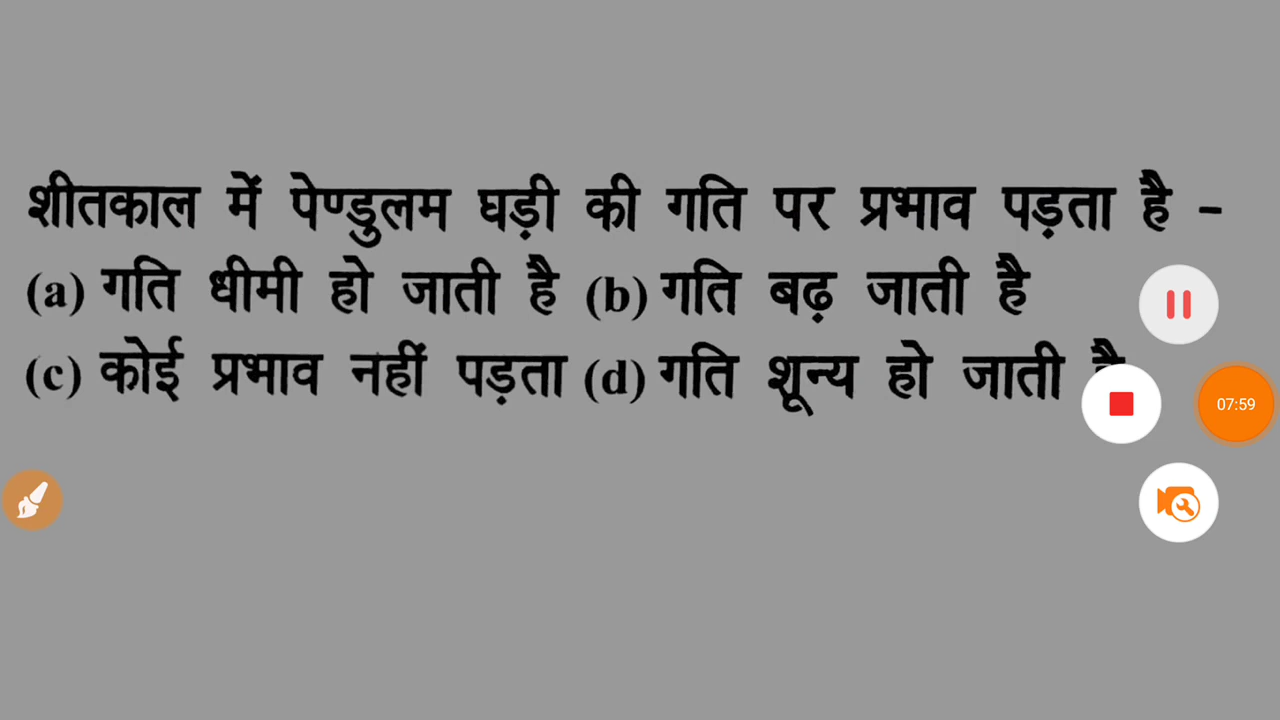 शीतकाल में पेण्डुलम घड़ी की गति पर प्रभाव पड़ता है –
(a) गति धीमी हो जाती है (b) गति बढ़ जाती है
(c) कोई प्रभाव नहीं पड़ता (d) गति शून्य हो जाती है
07:59